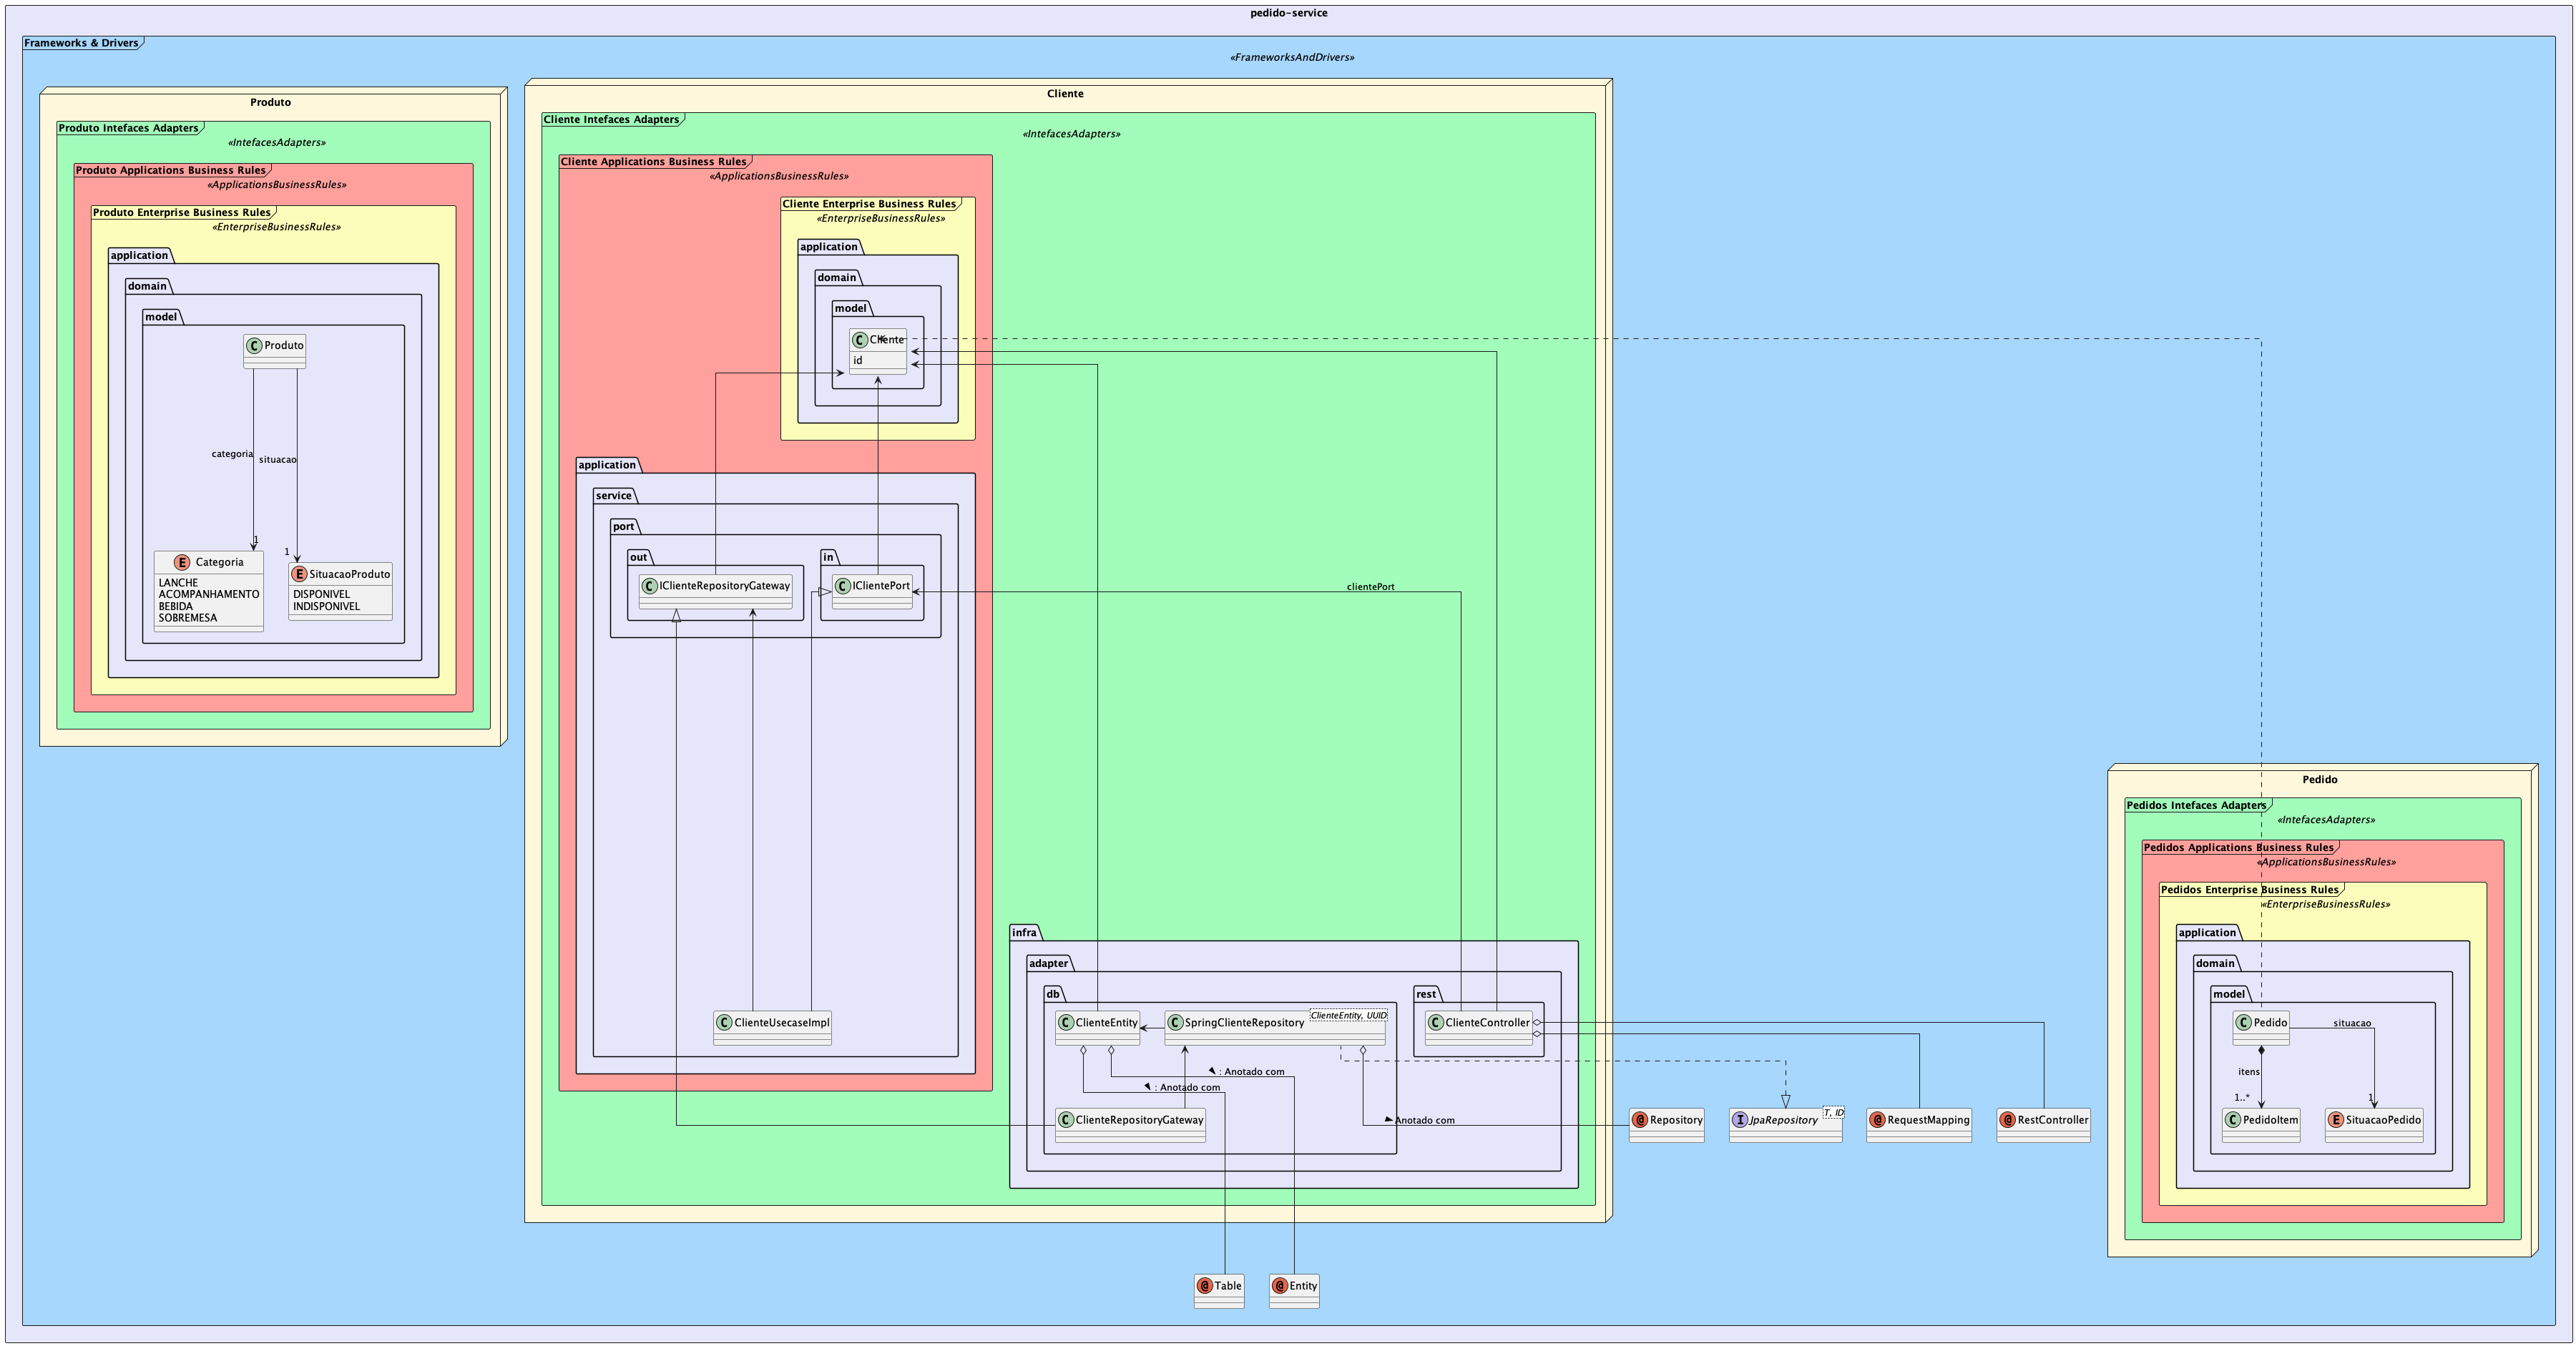 pedido-service
Frameworks & Drivers
«FrameworksAndDrivers»
Produto
Produto Intefaces Adapters
«IntefacesAdapters»
Produto Applications Business Rules
«ApplicationsBusinessRules»
Produto Enterprise Business Rules
«EnterpriseBusinessRules»
application
domain
model
Produto
categoria
situacao
1
1
Categoria
LANCHE
ACOMPANHAMENTO
BEBIDA
SOBREMESA
SituacaoProduto
DISPONIVEL
INDISPONIVEL
Cliente
Cliente Intefaces Adapters
«IntefacesAdapters»
Cliente Applications Business Rules
«ApplicationsBusinessRules»
Cliente Enterprise Business Rules
«EnterpriseBusinessRules»
application
domain
model
Cliente
id
application
service
port
out
IClienteRepositoryGateway
in
IClientePort
clientePort
ClienteUsecaseImpl
infra
adapter
db
ClienteEntity
SpringClienteRepository
ClienteEntity, UUID
rest
ClienteController
: Anotado com
: Anotado com
Anotado com
ClienteRepositoryGateway
Repository
JpaRepository
T, ID
RequestMapping
RestController
Table
Entity
Pedido
Pedidos Intefaces Adapters
«IntefacesAdapters»
Pedidos Applications Business Rules
«ApplicationsBusinessRules»
Pedidos Enterprise Business Rules
«EnterpriseBusinessRules»
application
domain
model
Pedido
situacao
itens
1..*
1
PedidoItem
SituacaoPedido